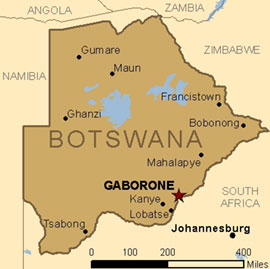 ANGOLA
ZAMBIA
ZIMBABWE
NAMIBIA
Gumare
Maun
Francistown
Ghanzi
Bobonong
BOTSWANA
Mahalapye
GABORONE
SOUTH
AFRICA
Kanye
Lobatse
Johannesburg
Tsabong
0 200 400
Miles